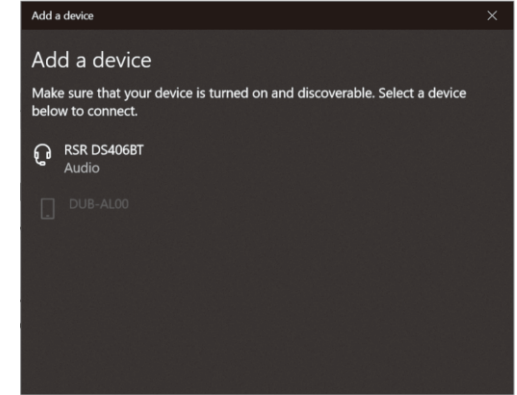 Add a device
Add a device
Make sure that your device is turned on and discoverable. Select a device
below to connect.
RSR DS406BT
Audio
DUB-AL00